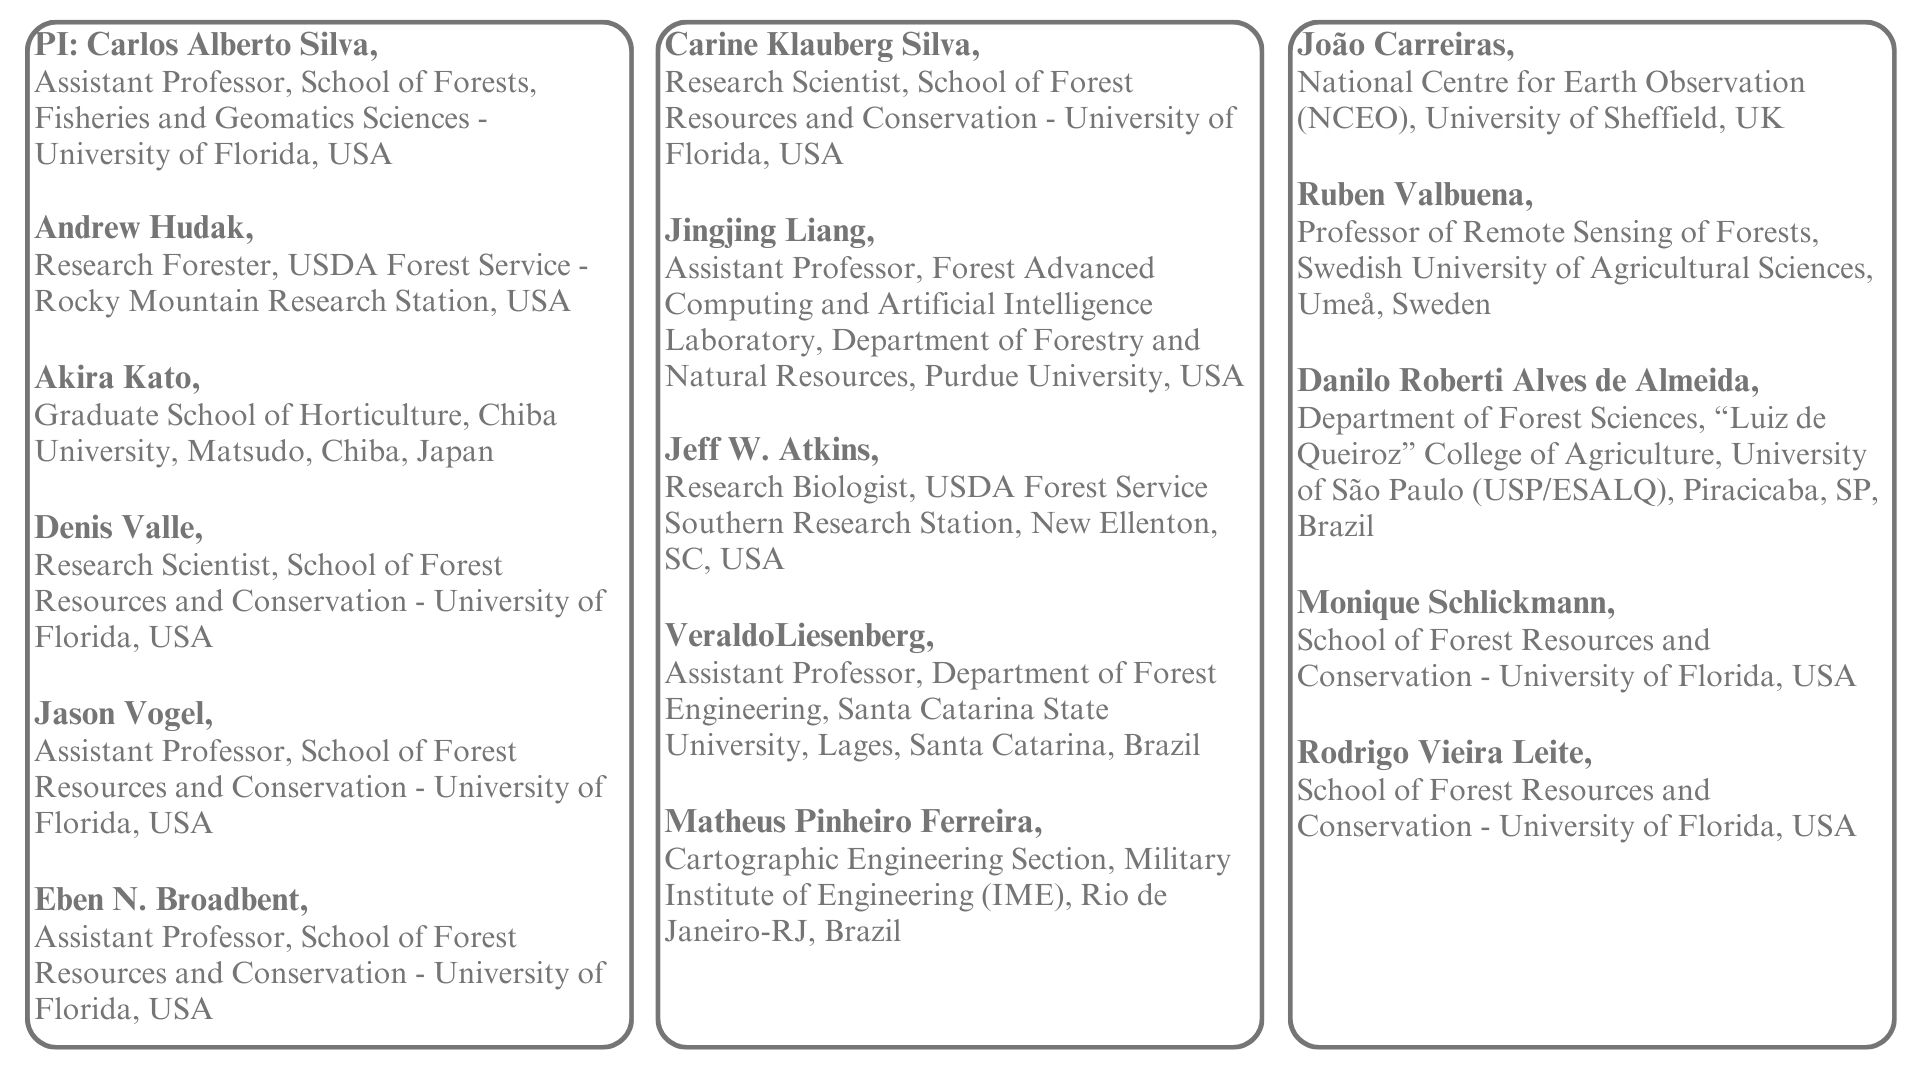 PI: Carlos Alberto Silva,
Assistant Professor, School of Forests,
Fisheries and Geomatics Sciences -
University of Florida, USA
Andrew Hudak,
Research Forester, USDA Forest Service -
Rocky Mountain Research Station, USA
Akira Kato,
Graduate School of Horticulture, Chiba
University, Matsudo, Chiba, Japan
Denis Valle,
Research Scientist, School of Forest
Resources and Conservation - University of
Florida, USA
Jason Vogel,
Assistant Professor, School of Forest
Resources and Conservation - University of
Florida, USA
Eben N. Broadbent,
Assistant Professor, School of Forest
Resources and Conservation - University of
Florida, USA
Carine Klauberg Silva,
Research Scientist, School of Forest
Resources and Conservation - University of
Florida, USA
Jingjing Liang,
Assistant Professor, Forest Advanced
Computing and Artificial Intelligence
Laboratory, Department of Forestry and
Natural Resources, Purdue University, USA
Jeff W. Atkins,
Research Biologist, USDA Forest Service
Southern Research Station, New Ellenton,
SC, USA
VeraldoLiesenberg,
Assistant Professor, Department of Forest
Engineering, Santa Catarina State
University, Lages, Santa Catarina, Brazil
Matheus Pinheiro Ferreira,
Cartographic Engineering Section, Military
Institute of Engineering (IME), Rio de
Janeiro-RJ, Brazil
João Carreiras,
National Centre for Earth Observation
(NCEO), University of Sheffield, UK
Ruben Valbuena,
Professor of Remote Sensing of Forests,
Swedish University of Agricultural Sciences,
Umeå, Sweden
Danilo Roberti Alves de Almeida,
Department of Forest Sciences, “Luiz de
Queiroz” College of Agriculture, University
of São Paulo (USP/ESALQ), Piracicaba, SP,
Brazil
Monique Schlickmann,
School of Forest Resources and
Conservation - University of Florida, USA
Rodrigo Vieira Leite,
School of Forest Resources and
Conservation - University of Florida, USA